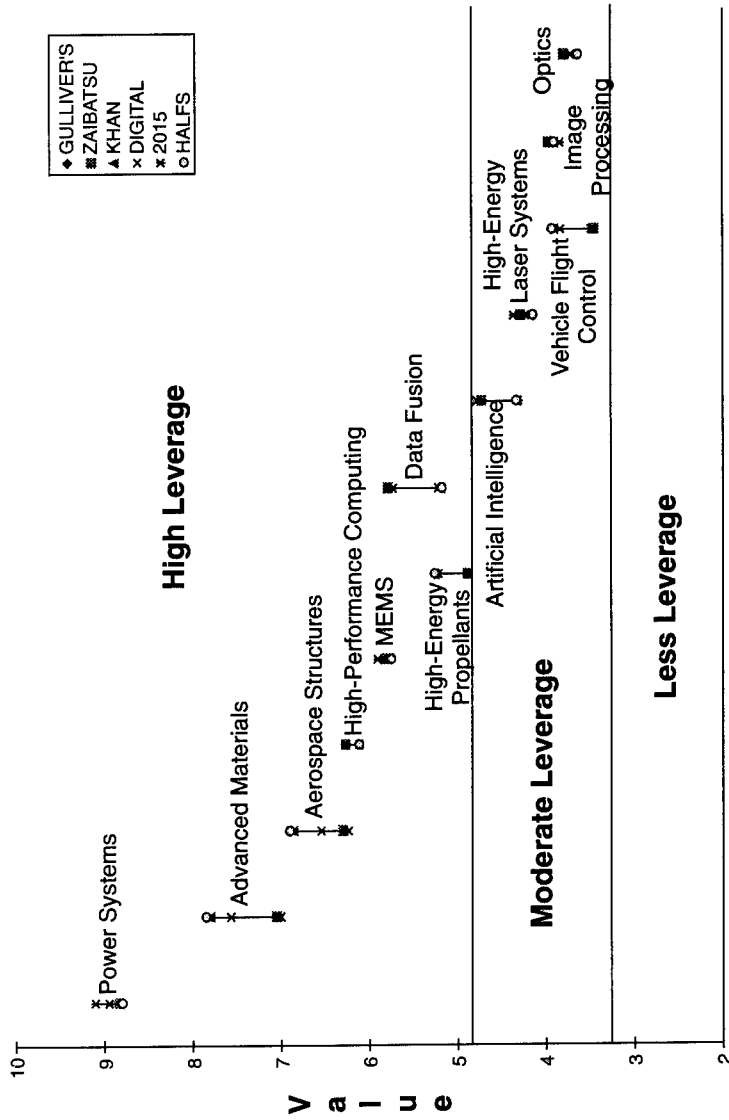 GULLIVER'S
ZAIBATSU
KHAN
DIGITAL
2015
HALFS
High Leverage
Power Systems
Advanced Materials
Aerospace Structures
High-Performance Computing
MEMS
High-Energy
Propellants
Data Fusion
Artificial Intelligence
High-Energy
Laser Systems
Vehicle Flight
Control
Image
Processing
Optics
Moderate Leverage
Less Leverage
Value
10
9
8
7
6
5
4
3
2